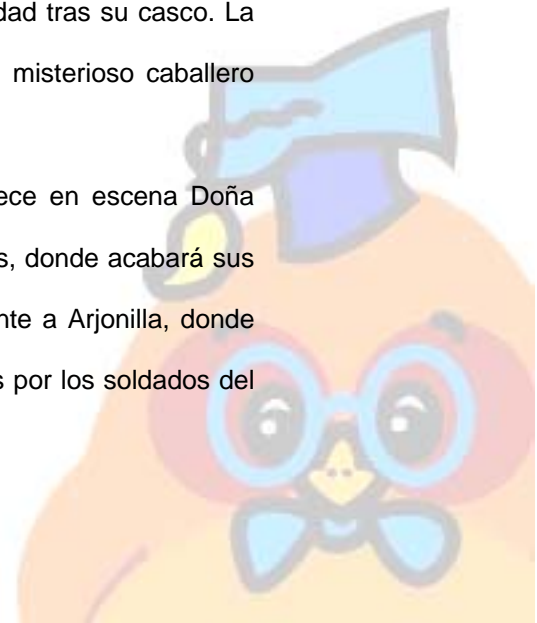 dad tras su casco. La
misterioso caballero
ece en escena Doña
s, donde acabará sus
nte a Arjonilla, donde
s por los soldados del